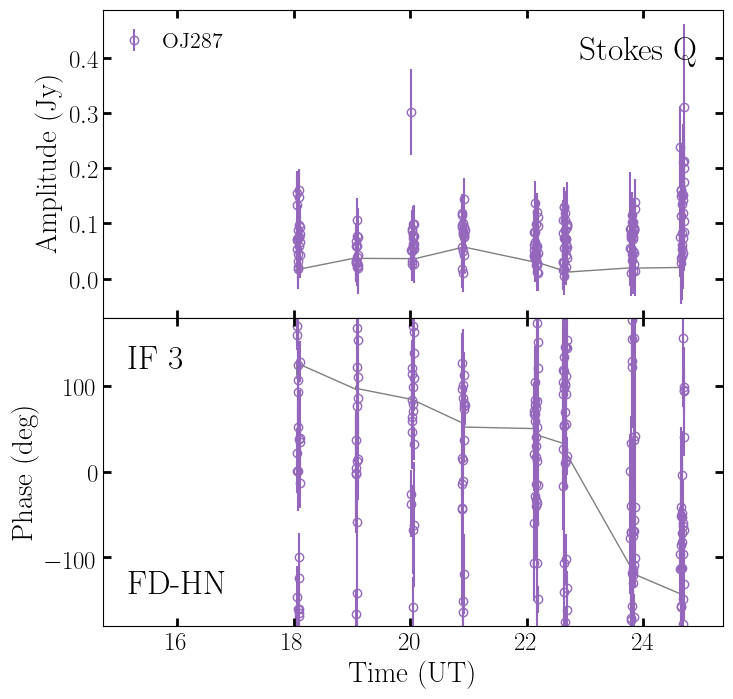 OJ287
Stokes Q
Amplitude (Jy)
0.4
0.3
0.2
0.1
0.0
IF 3
FD-HN
Phase (deg)
100
0
−100
16 18 20 22 24
Time (UT)